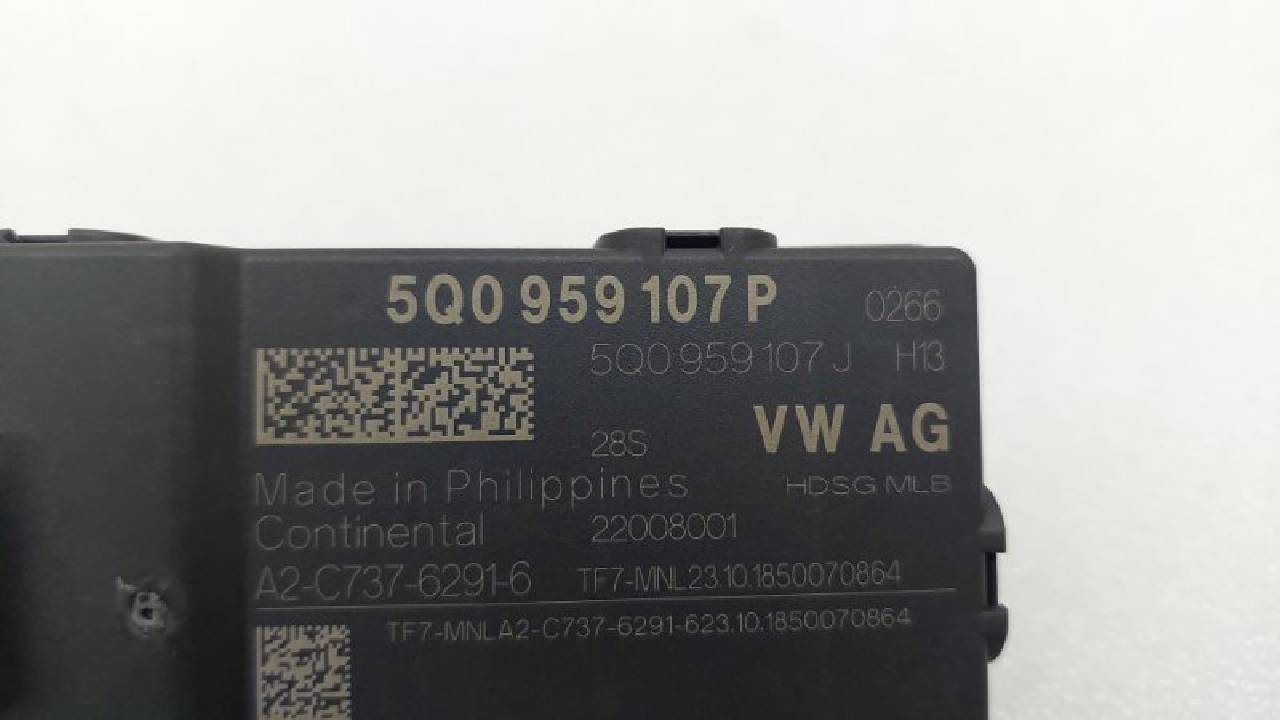 5Q0 959 107 P 0266
5Q0 959 107 J H13
28S VW AG
Made in Philippines HDSG MLB
Continental 22008001
A2-C737-6291-6 TF7-MNL23.10.1850070864
TF7-MNLA2-C737-6291-623.10.1850070864